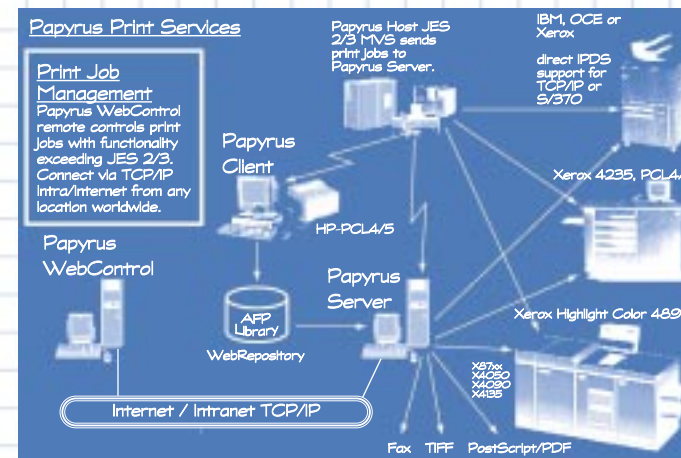 Papyrus Print Services
Print Job
Management
Papyrus WebControl
remote controls print
jobs with functionality
exceeding JES 2/3.
Connect via TCP/IP
Intra/Internet from any
location worldwide.
Papyrus Host JES
2/3 MVS sends
print jobs to
Papyrus Server.
IBM, OCE or
Xerox
direct IPDS
support for
TCP/IP or
S/370
Papyrus
Client
HP-PCL4/5
Xerox 4235, PCL4/
Papyrus
WebControl
AFP
Library
WebRepository
Papyrus
Server
Xerox Highlight Color 489
X87xx
X4050
X4090
X4135
Internet / Intranet TCP/IP
Fax TIFF PostScript/PDF